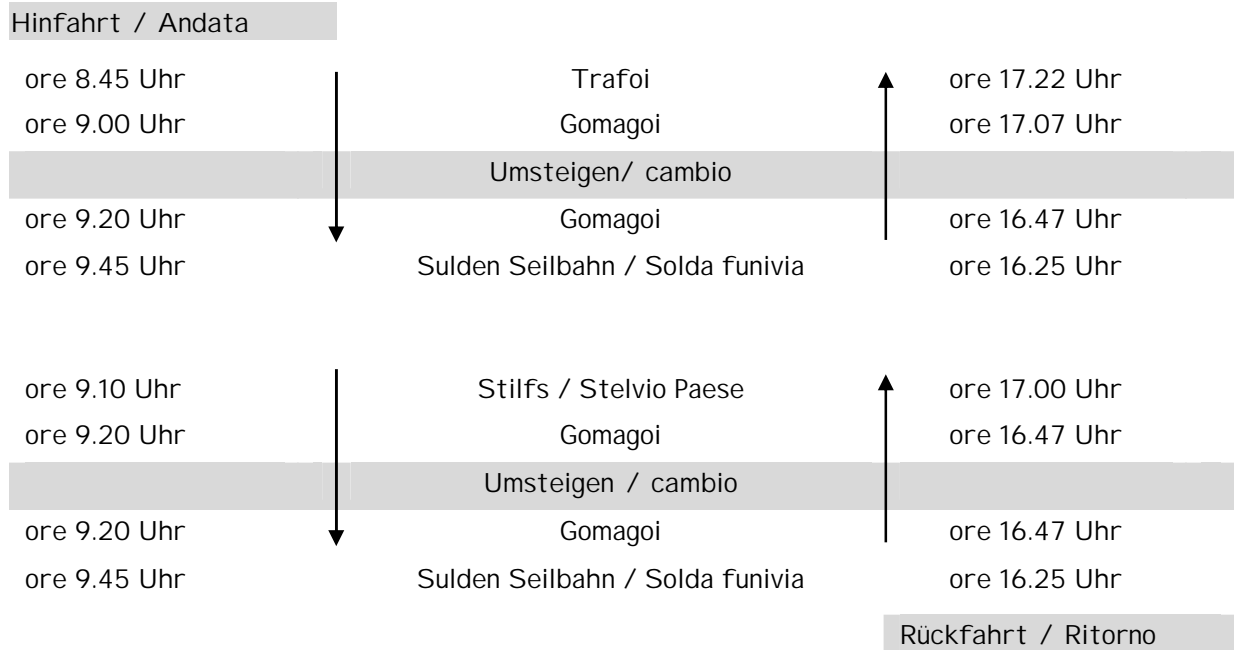 Hinfahrt / Andata
ore 8.45 Uhr Trafoi ore 17.22 Uhr
ore 9.00 Uhr Gomagoi ore 17.07 Uhr
Umsteigen/ cambio
ore 9.20 Uhr Gomagoi ore 16.47 Uhr
ore 9.45 Uhr Sulden Seilbahn / Solda funivia ore 16.25 Uhr
ore 9.10 Uhr Stilfs / Stelvio Paese ore 17.00 Uhr
ore 9.20 Uhr Gomagoi ore 16.47 Uhr
Umsteigen / cambio
ore 9.20 Uhr Gomagoi ore 16.47 Uhr
ore 9.45 Uhr Sulden Seilbahn / Solda funivia ore 16.25 Uhr
Rückfahrt / Ritorno